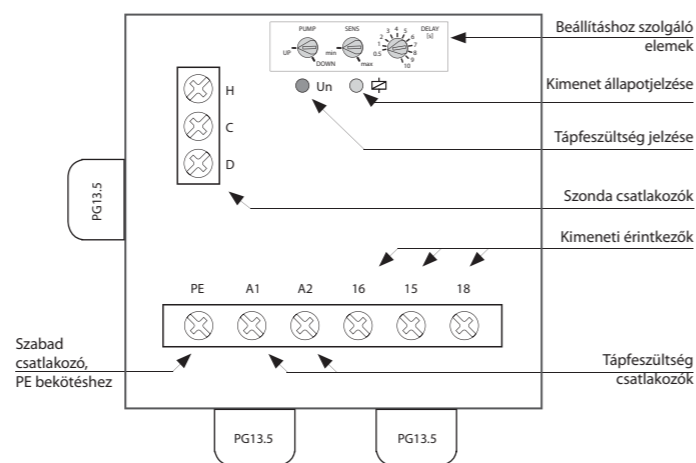 PUMP
SENS
DELAY
[s]
UP
DOWN
min
max
0.5
1
2
3
4
5
6
7
8
9
10
Beállításhoz szolgáló
elemek
Un
Kimenet állapotjelzése
Tápfeszültség jelzése
H
C
D
PG13.5
Szonda csatlakozók
Kimeneti érintkezők
PE A1 A2 16 15 18
Szabad
csatlakozó,
PE bekötéshez
Tápfeszültség
csatlakozók
PG13.5
PG13.5